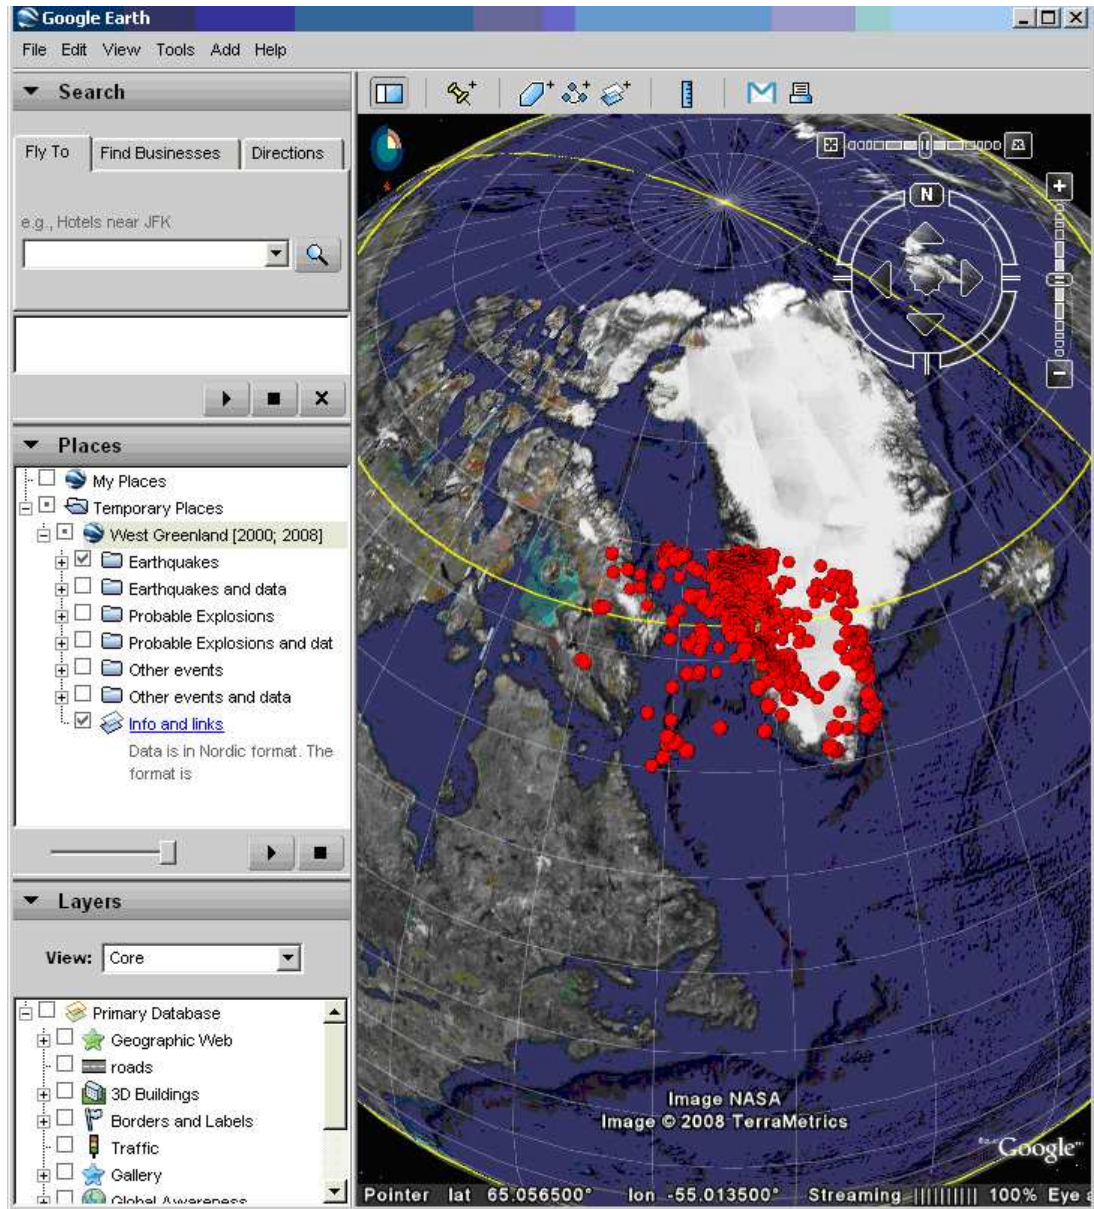 Google Earth
File Edit View Tools Add Help
Search
Fly To Find Businesses Directions
e.g., Hotels near JFK
Places
My Places
Temporary Places
West Greenland [2000; 2008]
Earthquakes
Earthquakes and data
Probable Explosions
Probable Explosions and dat
Other events
Other events and data
Info and links
Data is in Nordic format. The
format is
Layers
View: Core
Primary Database
Geographic Web
roads
3D Buildings
Borders and Labels
Traffic
Gallery
Global Awareness
N
Image NASA
Image © 2008 TerraMetrics
Google™
Pointer lat 65.056500° lon -55.013500° Streaming |||||||||| 100% Eye a